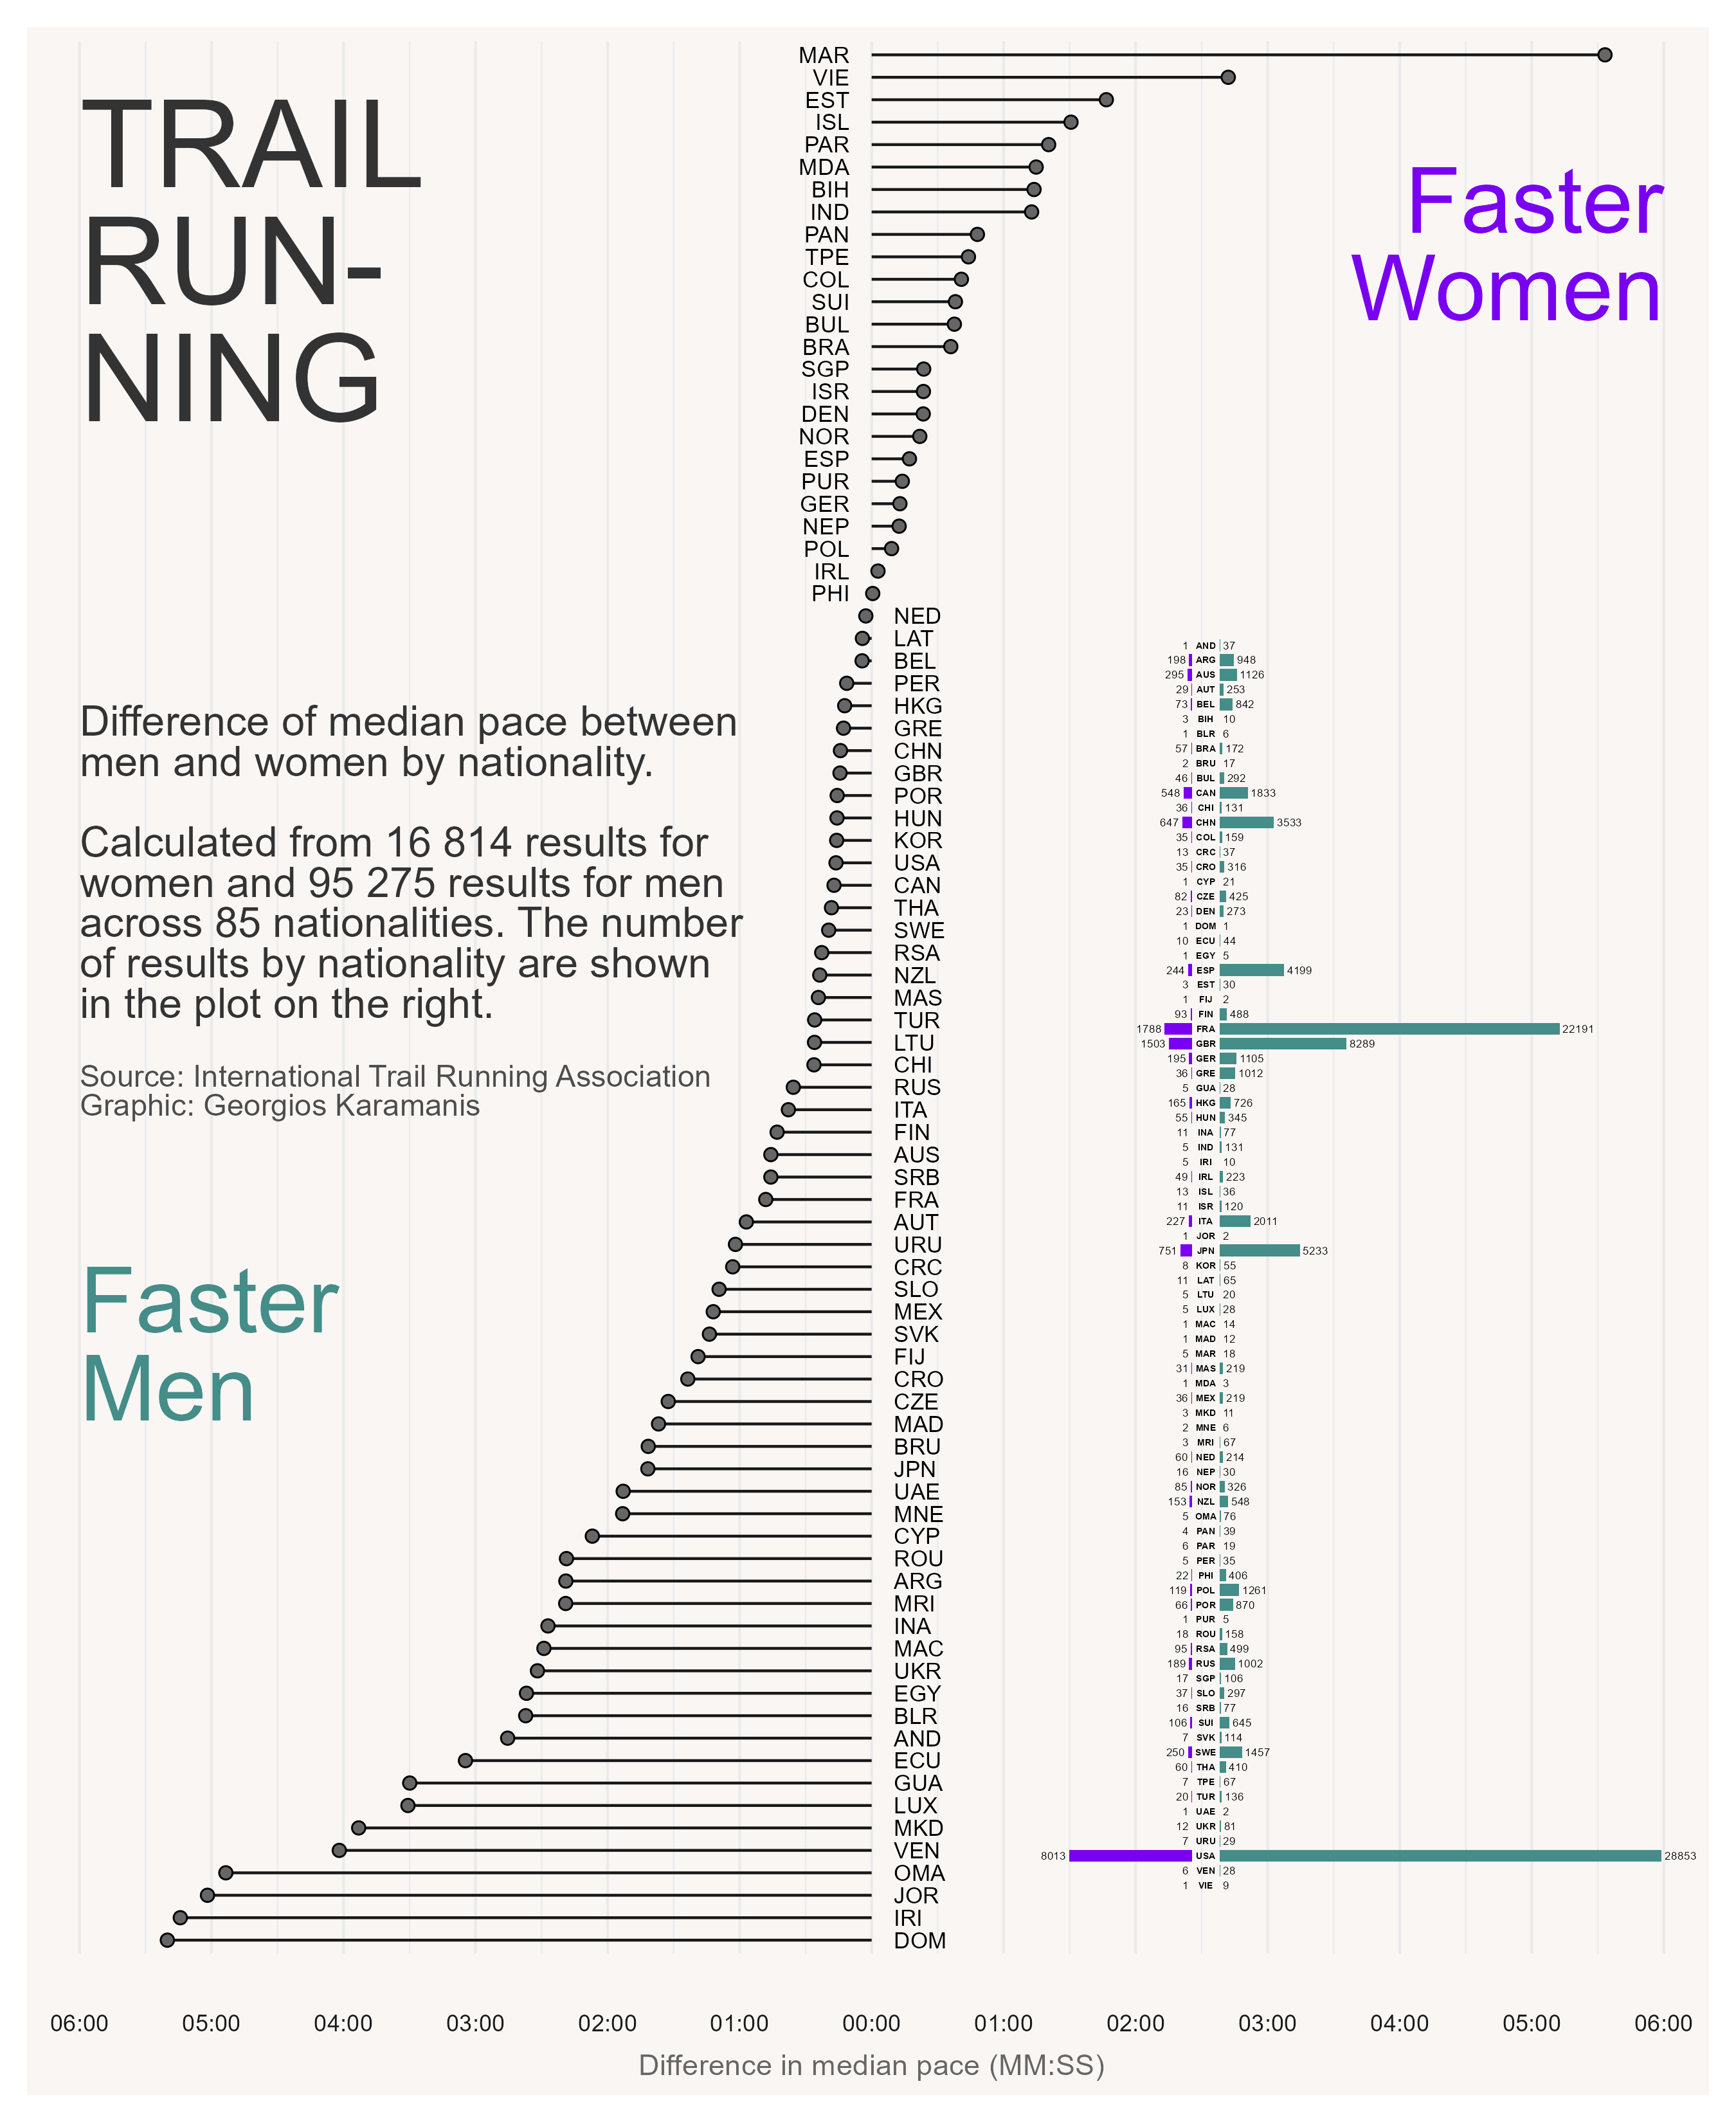 TRAIL
RUN-
NING
Faster
Women
MAR
VIE
EST
ISL
PAR
MDA
BIH
IND
PAN
TPE
COL
SUI
BUL
BRA
SGP
ISR
DEN
NOR
ESP
PUR
GER
NEP
POL
IRL
PHI
NED
LAT
BEL
PER
HKG
GRE
CHN
GBR
POR
HUN
KOR
USA
CAN
THA
SWE
RSA
NZL
MAS
TUR
LTU
CHI
RUS
ITA
FIN
AUS
SRB
FRA
AUT
URU
CRC
SLO
MEX
SVK
FIJ
CRO
CZE
MAD
BRU
JPN
UAE
MNE
CYP
ROU
ARG
MRI
INA
MAC
UKR
EGY
BLR
AND
ECU
GUA
LUX
MKD
VEN
OMA
JOR
IRI
DOM
Difference of median pace between
men and women by nationality.
Calculated from 16 814 results for
women and 95 275 results for men
across 85 nationalities. The number
of results by nationality are shown
in the plot on the right.
Source: International Trail Running Association
Graphic: Georgios Karamanis
Faster
Men
1 AND 37
198 ARG 948
295 AUS 1126
29 AUT 253
73 BEL 842
3 BIH 10
1 BLR 6
57 BRA 172
2 BRU 17
46 BUL 292
548 CAN 1833
36 CHI 131
647 CHN 3533
35 COL 159
13 CRC 37
35 CRO 316
1 CYP 21
82 CZE 425
23 DEN 273
1 DOM 1
10 ECU 44
1 EGY 5
244 ESP 4199
3 EST 30
1 FIJ 2
93 FIN 488
1788 FRA 22191
1503 GBR 8289
195 GER 1105
36 GRE 1012
5 GUA 28
165 HKG 726
55 HUN 345
11 INA 77
5 IND 131
5 IRI 10
49 IRL 223
13 ISL 36
11 ISR 120
227 ITA 2011
1 JOR 2
751 JPN 5233
8 KOR 55
11 LAT 65
5 LTU 20
5 LUX 28
1 MAC 14
1 MAD 12
5 MAR 18
31 MAS 219
1 MDA 3
36 MEX 219
3 MKD 11
2 MNE 6
3 MRI 67
60 NED 214
16 NEP 30
85 NOR 326
153 NZL 548
5 OMA 76
4 PAN 39
6 PAR 19
5 PER 35
22 PHI 406
119 POL 1261
66 POR 870
1 PUR 5
18 ROU 158
95 RSA 499
189 RUS 1002
17 SGP 106
37 SLO 297
16 SRB 77
106 SUI 645
7 SVK 114
250 SWE 1457
60 THA 410
7 TPE 67
20 TUR 136
1 UAE 2
12 UKR 81
7 URU 29
8013 USA 28853
6 VEN 28
1 VIE 9
06:00 05:00 04:00 03:00 02:00 01:00 00:00 01:00 02:00 03:00 04:00 05:00 06:00
Difference in median pace (MM:SS)